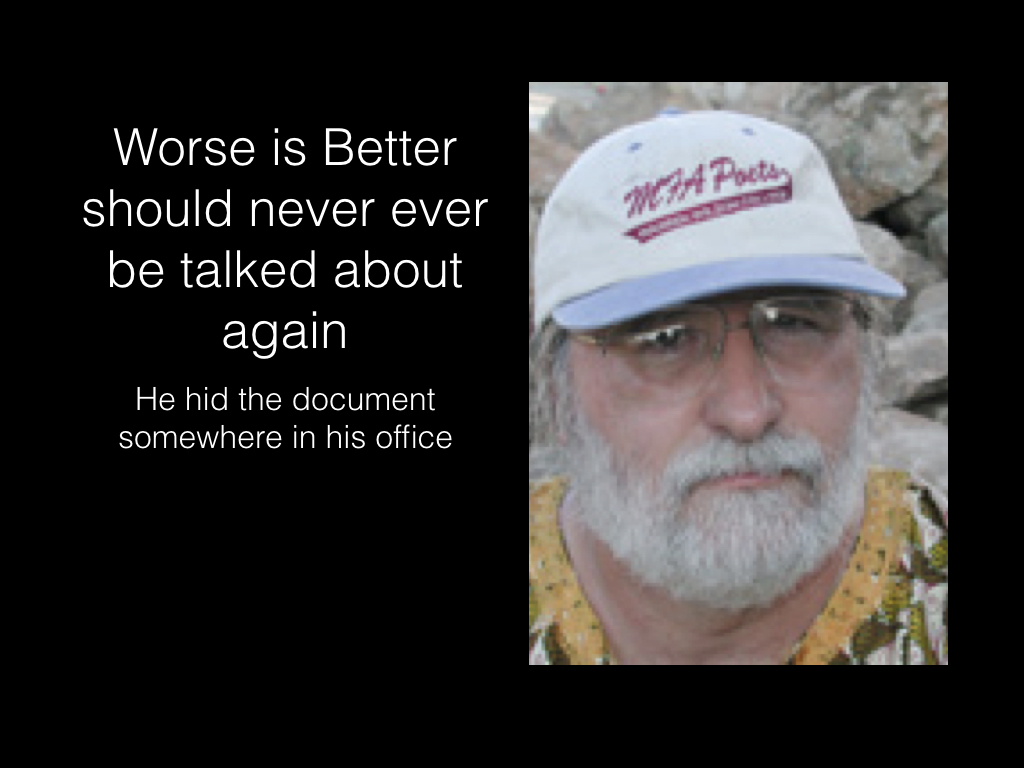 Worse is Better
should never ever
be talked about
again
He hid the document
somewhere in his office
MFA Poets